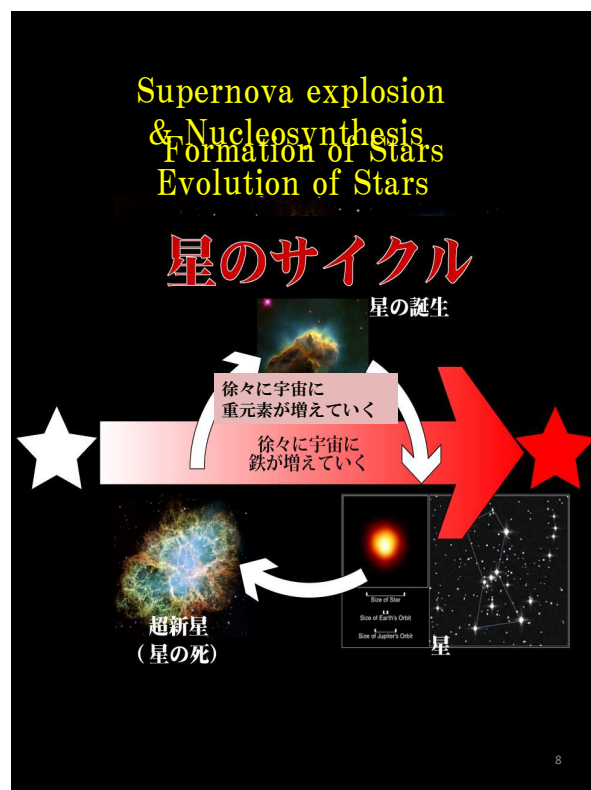 Supernova explosion
& Nucleosynthesis
Formation of Stars
Evolution of Stars
星のサイクル
星の誕生
徐々に宇宙に
重元素が増えていく
徐々に宇宙に
鉄が増えていく
Size of Star
Size of Earth's Orbit
Size of Jupiter's Orbit
星
超新星
(星の死)
8